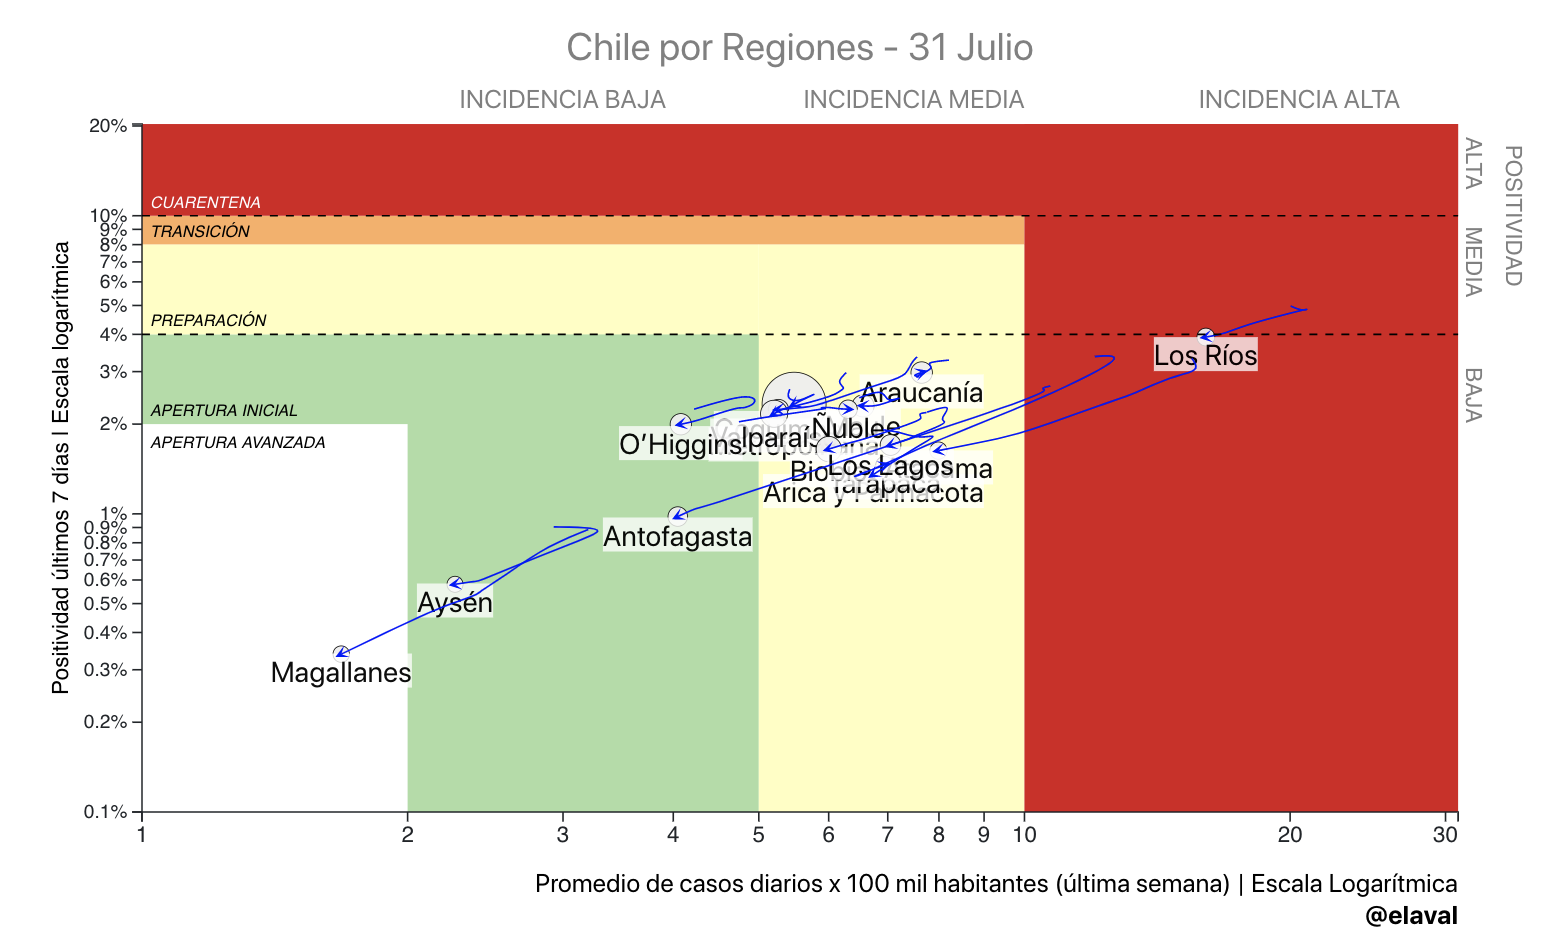 Chile por Regiones - 31 Julio
INCIDENCIA BAJA
INCIDENCIA MEDIA
INCIDENCIA ALTA
20%
10%
9%
8%
7%
6%
5%
4%
3%
2%
1%
0.9%
0.8%
0.7%
0.6%
0.5%
0.4%
0.3%
0.2%
0.1%
Positividad últimos 7 días I Escala logarítmica
CUARENTENA
TRANSICIÓN
PREPARACIÓN
APERTURA INICIAL
APERTURA AVANZADA
ALTA
MEDIA
BAJA
POSITIVIDAD
Los Ríos
Araucanía
Ñuble
O'Higgins
Los Lagos
Tarapacá
Arica y Parinacota
Antofagasta
Aysén
Magallanes
1
2
3
4
5
6
7
8
9
10
20
30
Promedio de casos diarios x 100 mil habitantes (última semana) | Escala Logarítmica
@elaval